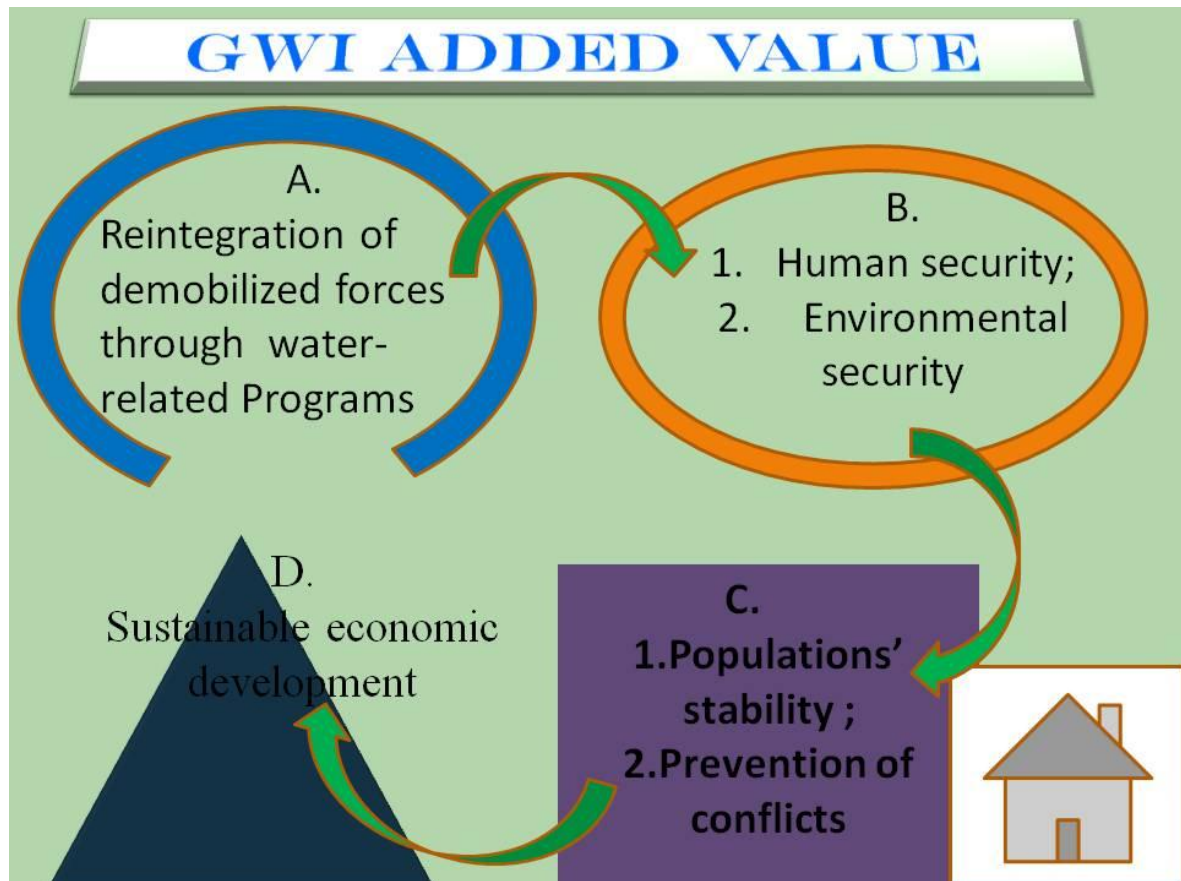 GWI ADDED VALUE
A.
Reintegration of
demobilized forces
through water-
related Programs
B.
1. Human security;
2. Environmental
security
C.
1.Populations’
stability ;
2.Prevention of
conflicts
D.
Sustainable economic
development